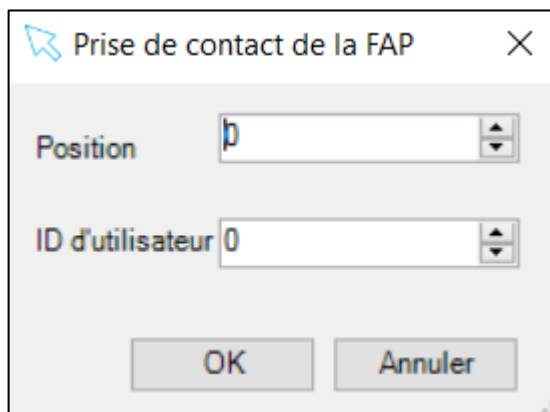 Prise de contact de la FAP
Position 0
ID d'utilisateur 0
OK Annuler